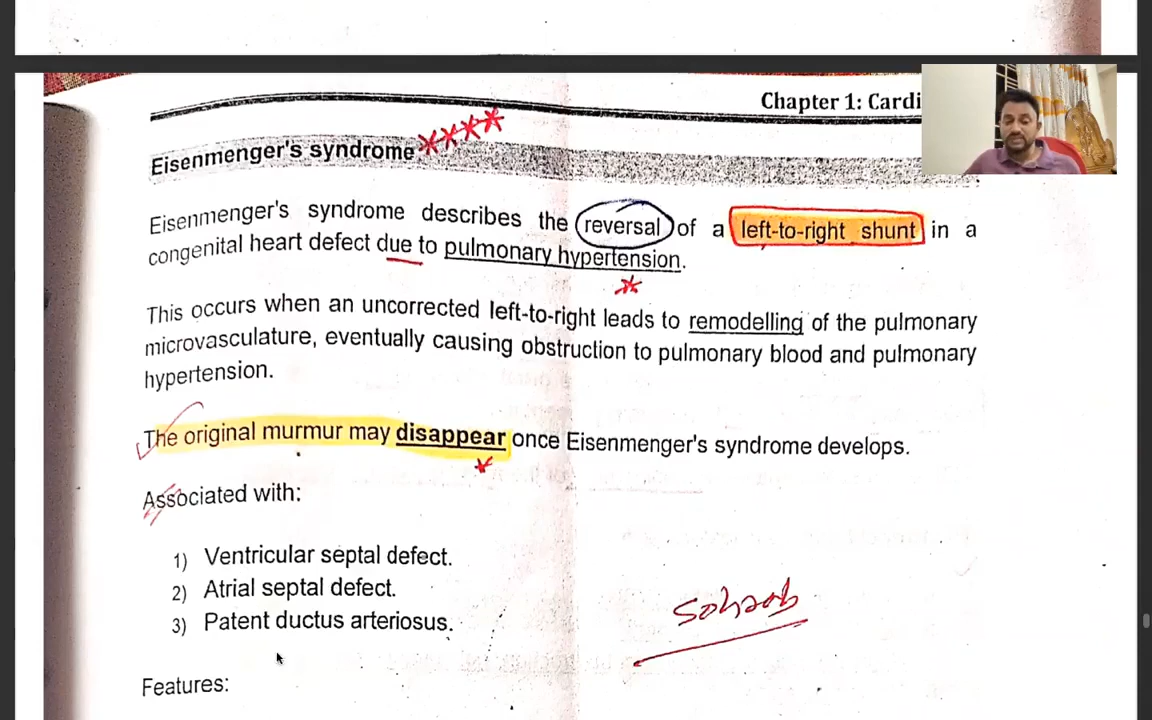 Chapter 1: Cardi
Eisenmenger's syndrome
Eisenmenger's syndrome describes the reversal of a left-to-right shunt in a
congenital heart defect due to pulmonary hypertension.
This occurs when an uncorrected left-to-right leads to remodelling of the pulmonary
microvasculature, eventually causing obstruction to pulmonary blood and pulmonary
hypertension.
The original murmur may disappear once Eisenmenger's syndrome develops.
Associated with:
1) Ventricular septal defect.
2) Atrial septal defect.
3) Patent ductus arteriosus.
Sohaab
Features: